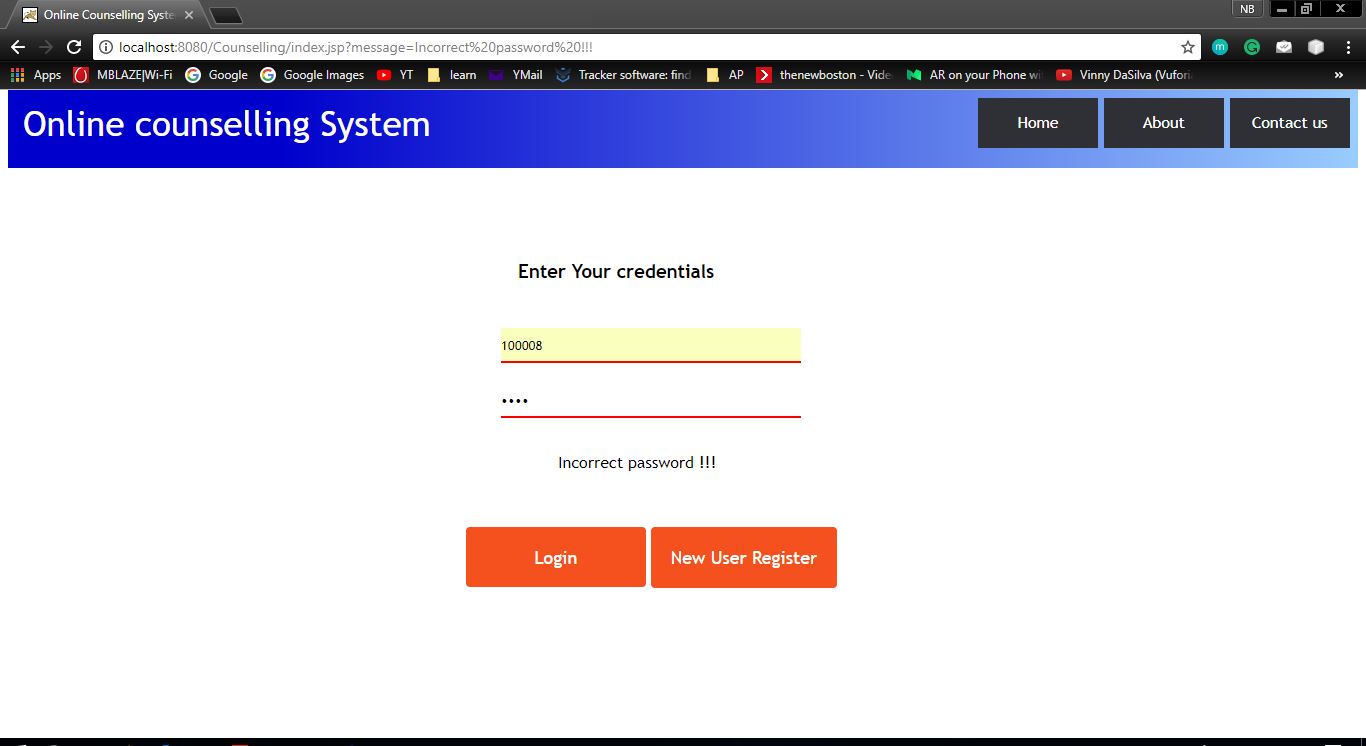 Online Counselling Syste
NB
localhost:8080/Counselling/index.jsp?message=Incorrect%20password%20!!!
m
Apps MBLAZE|Wi-Fi Google Google Images YT learn YMail Tracker software: find AP thenewboston - Vide AR on your Phone wi Vinny DaSilva (Vufori »
Online counselling System
Home About Contact us
Enter Your credentials
100008
••••
Incorrect password !!!
Login New User Register